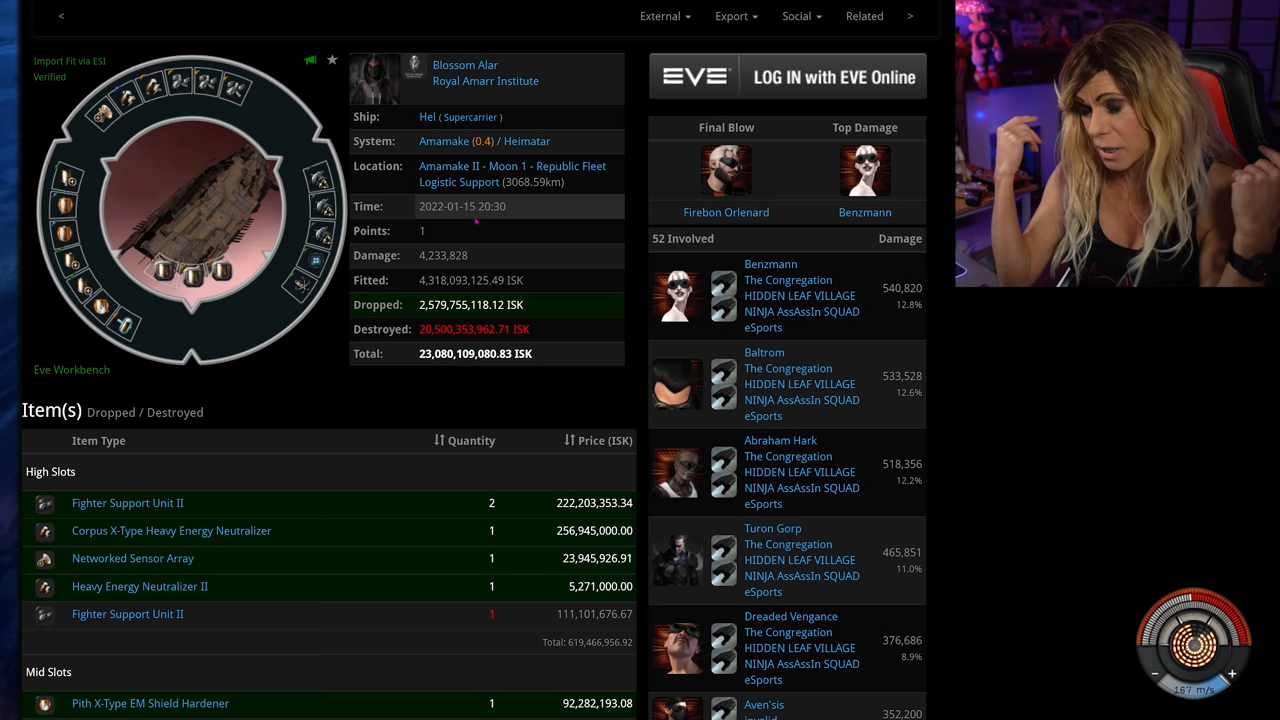 <
External
Export
Social
Related
>
Import Fit via ESI
Verified
Eve Workbench
Blossom Alar
Royal Amarr Institute
Ship: Hel ( Supercarrier )
System: Amamake (0.4) / Heimatar
Location: Amamake II - Moon 1 - Republic Fleet
Logistic Support (3068.59km)
Time: 2022-01-15 20:30
Points: 1
Damage: 4,233,828
Fitted: 4,318,093,125.49 ISK
Dropped: 2,579,755,118.12 ISK
Destroyed: 20,500,353,962.71 ISK
Total: 23,080,109,080.83 ISK
Item(s) Dropped / Destroyed
Item Type Quantity Price (ISK)
High Slots
Fighter Support Unit II 2 222,203,353.34
Corpus X-Type Heavy Energy Neutralizer 1 256,945,000.00
Networked Sensor Array 1 23,945,926.91
Heavy Energy Neutralizer II 1 5,271,000.00
Fighter Support Unit II 1 111,101,676.67
Total: 619,466,956.92
Mid Slots
Pith X-Type EM Shield Hardener 1 92,282,193.08
EVE LOG IN with EVE Online
Final Blow Top Damage
Firebon Orlenard Benzmann
52 Involved Damage
Benzmann
The Congregation
HIDDEN LEAF VILLAGE
NINJA AssAssIn SQUAD
eSports
540,820
12.8%
Baltrom
The Congregation
HIDDEN LEAF VILLAGE
NINJA AssAssIn SQUAD
eSports
533,528
12.6%
Abraham Hark
The Congregation
HIDDEN LEAF VILLAGE
NINJA AssAssIn SQUAD
eSports
518,356
12.2%
Turon Gorp
The Congregation
HIDDEN LEAF VILLAGE
NINJA AssAssIn SQUAD
eSports
465,851
11.0%
Dreaded Vengance
The Congregation
HIDDEN LEAF VILLAGE
NINJA AssAssIn SQUAD
eSports
376,686
8.9%
Aven'sis
invalid
352,200
- +
167 m/s